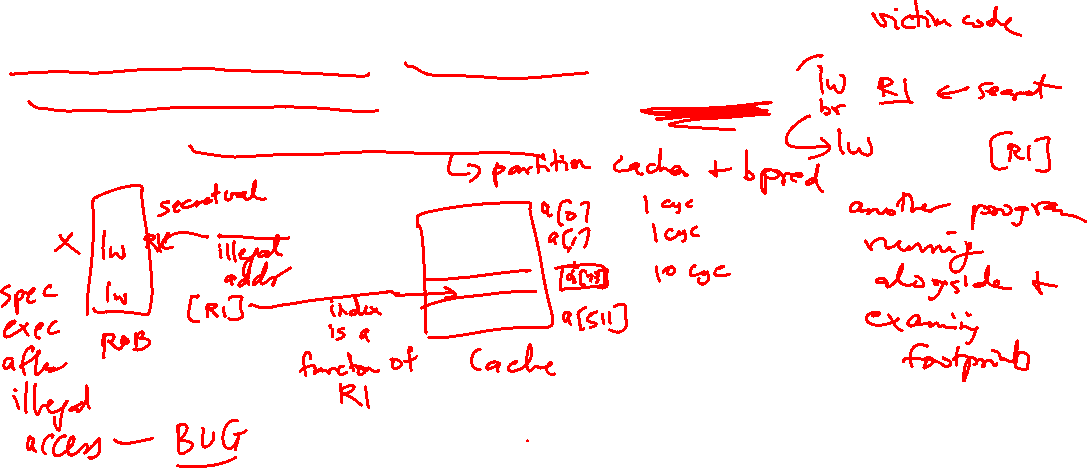 victim code
lw R1 ← secret
br
lw [R1]
↳ partition cache + bpred
another program
running
alongside +
examining
footprints
secretval
X lw R1 ← illegal
addr
lw [R1]
ROB
index
is a
function of
R1
a[0] 1 cyc
a[1] 1 cyc
10 cyc
a[511]
Cache
spec
exec
after
illegal
access — BUG